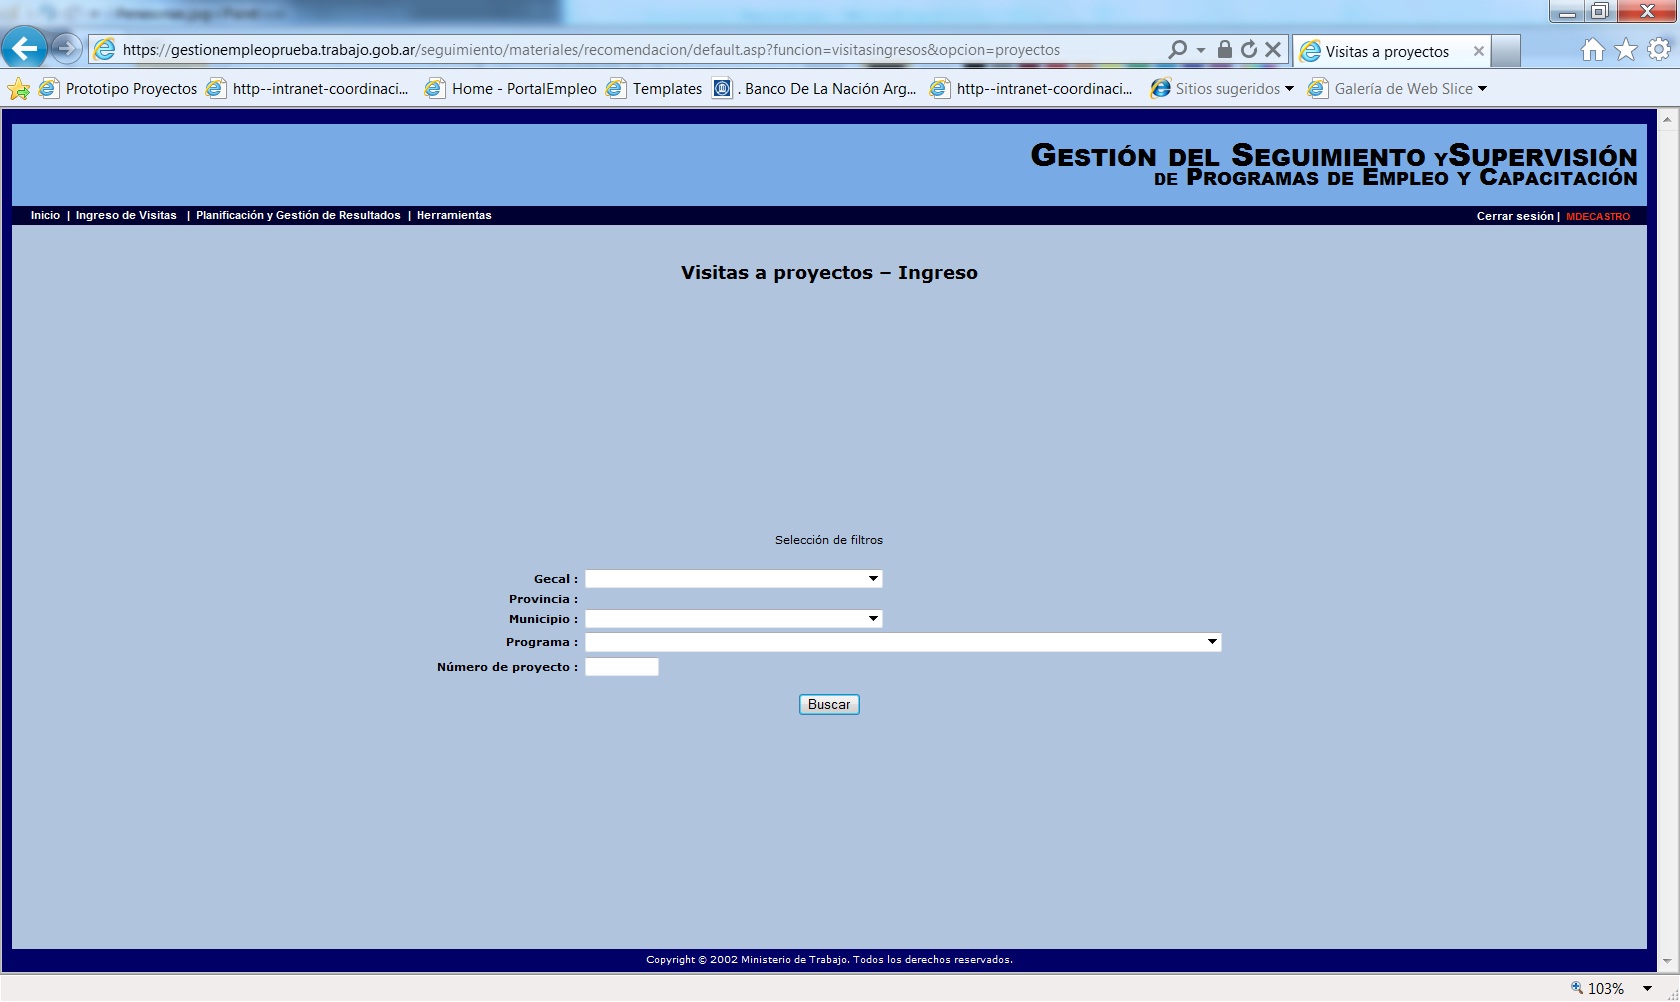 https://gestionempleoprueba.trabajo.gob.ar/seguimiento/materiales/recomendacion/default.asp?funcion=visitasingresos&opcion=proyectos
Visitas a proyectos
Prototipo Proyectos
http--intranet-coordinaci...
Home - PortalEmpleo
Templates
. Banco De La Nación Arg...
http--intranet-coordinaci...
Sitios sugeridos
Galería de Web Slice
GESTIÓN DEL SEGUIMIENTO Y SUPERVISIÓN
DE PROGRAMAS DE EMPLEO Y CAPACITACIÓN
Inicio | Ingreso de Visitas | Planificación y Gestión de Resultados | Herramientas
Cerrar sesión | MDECASTRO
Visitas a proyectos – Ingreso
Selección de filtros
Gecal :
Provincia :
Municipio :
Programa :
Número de proyecto :
Buscar
Copyright © 2002 Ministerio de Trabajo. Todos los derechos reservados.
103%